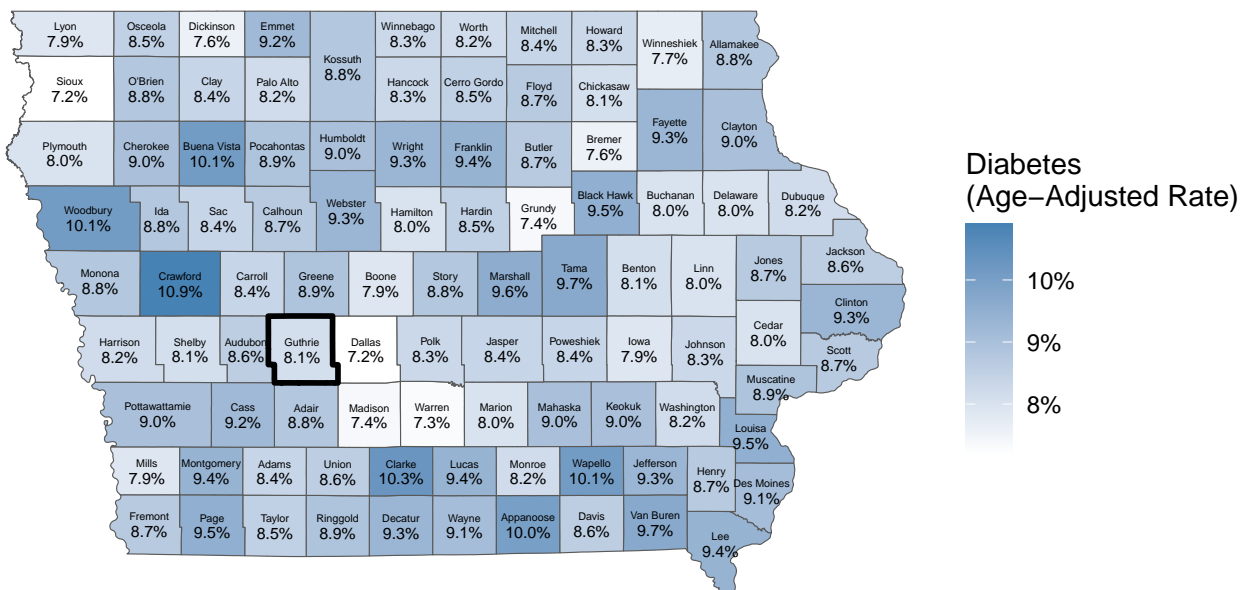 Lyon
7.9%
Osceola
8.5%
Dickinson
7.6%
Emmet
9.2%
Kossuth
8.8%
Winnebago
8.3%
Worth
8.2%
Mitchell
8.4%
Howard
8.3%
Winneshiek
7.7%
Allamakee
8.8%
Sioux
7.2%
O'Brien
8.8%
Clay
8.4%
Palo Alto
8.2%
Hancock
8.3%
Cerro Gordo
8.5%
Floyd
8.7%
Chickasaw
8.1%
Plymouth
8.0%
Cherokee
9.0%
Buena Vista
10.1%
Pocahontas
8.9%
Humboldt
9.0%
Wright
9.3%
Franklin
9.4%
Butler
8.7%
Bremer
7.6%
Fayette
9.3%
Clayton
9.0%
Woodbury
10.1%
Ida
8.8%
Sac
8.4%
Calhoun
8.7%
Webster
9.3%
Hamilton
8.0%
Hardin
8.5%
Grundy
7.4%
Black Hawk
9.5%
Buchanan
8.0%
Delaware
8.0%
Dubuque
8.2%
Monona
8.8%
Crawford
10.9%
Carroll
8.4%
Greene
8.9%
Boone
7.9%
Story
8.8%
Marshall
9.6%
Tama
9.7%
Benton
8.1%
Linn
8.0%
Jones
8.7%
Jackson
8.6%
Clinton
9.3%
Harrison
8.2%
Shelby
8.1%
Audubon
8.6%
Guthrie
8.1%
Dallas
7.2%
Polk
8.3%
Jasper
8.4%
Poweshiek
8.4%
Iowa
7.9%
Johnson
8.3%
Cedar
8.0%
Scott
8.7%
Muscatine
8.9%
Pottawattamie
9.0%
Cass
9.2%
Adair
8.8%
Madison
7.4%
Warren
7.3%
Marion
8.0%
Mahaska
9.0%
Keokuk
9.0%
Washington
8.2%
Louisa
9.5%
Mills
7.9%
Montgomery
9.4%
Adams
8.4%
Union
8.6%
Clarke
10.3%
Lucas
9.4%
Monroe
8.2%
Wapello
10.1%
Jefferson
9.3%
Henry
8.7%
Des Moines
9.1%
Fremont
8.7%
Page
9.5%
Taylor
8.5%
Ringgold
8.9%
Decatur
9.3%
Wayne
9.1%
Appanoose
10.0%
Davis
8.6%
Van Buren
9.7%
Lee
9.4%
Diabetes
(Age−Adjusted Rate)
10%
9%
8%